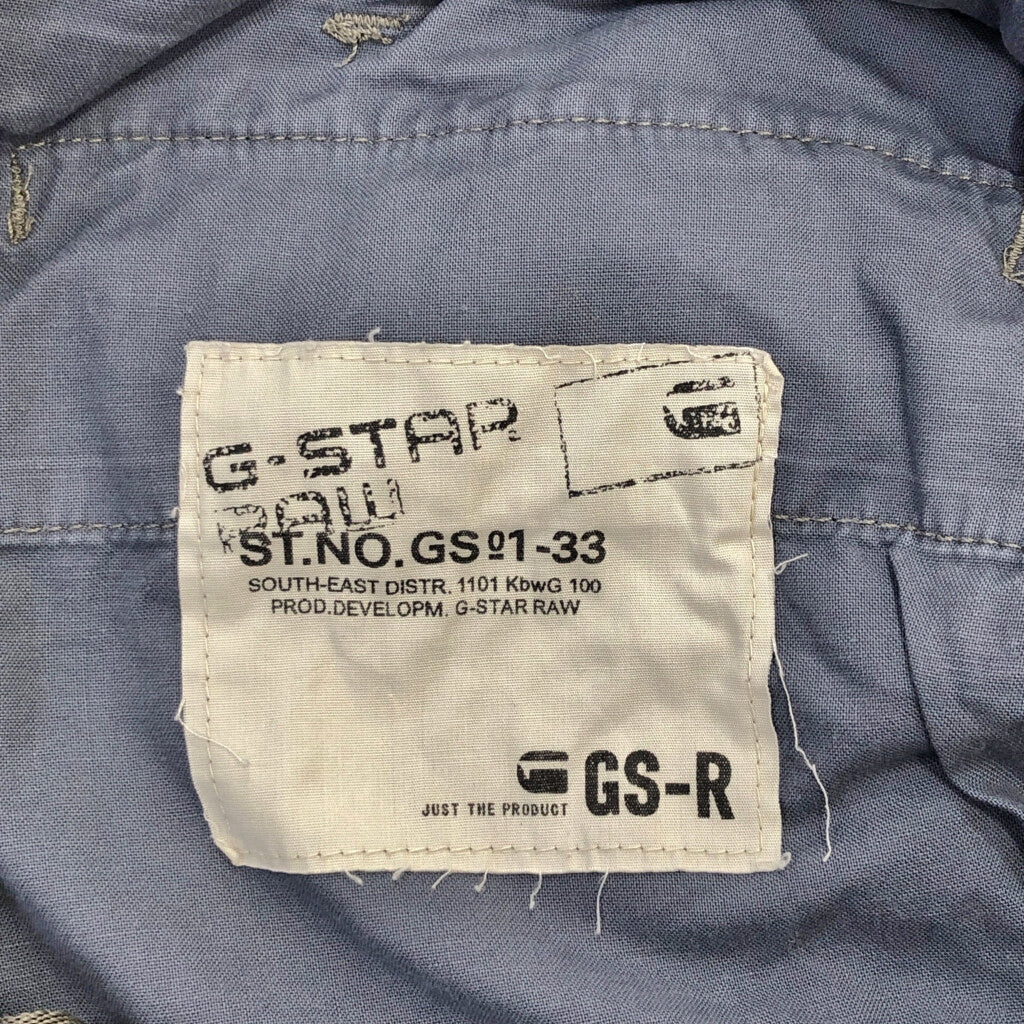 G-STAR
RAW
ST.NO.GS01-33
SOUTH-EAST DISTR. 1101 KbwG 100
PROD.DEVELOPM. G-STAR RAW
JUST THE PRODUCT
GS-R